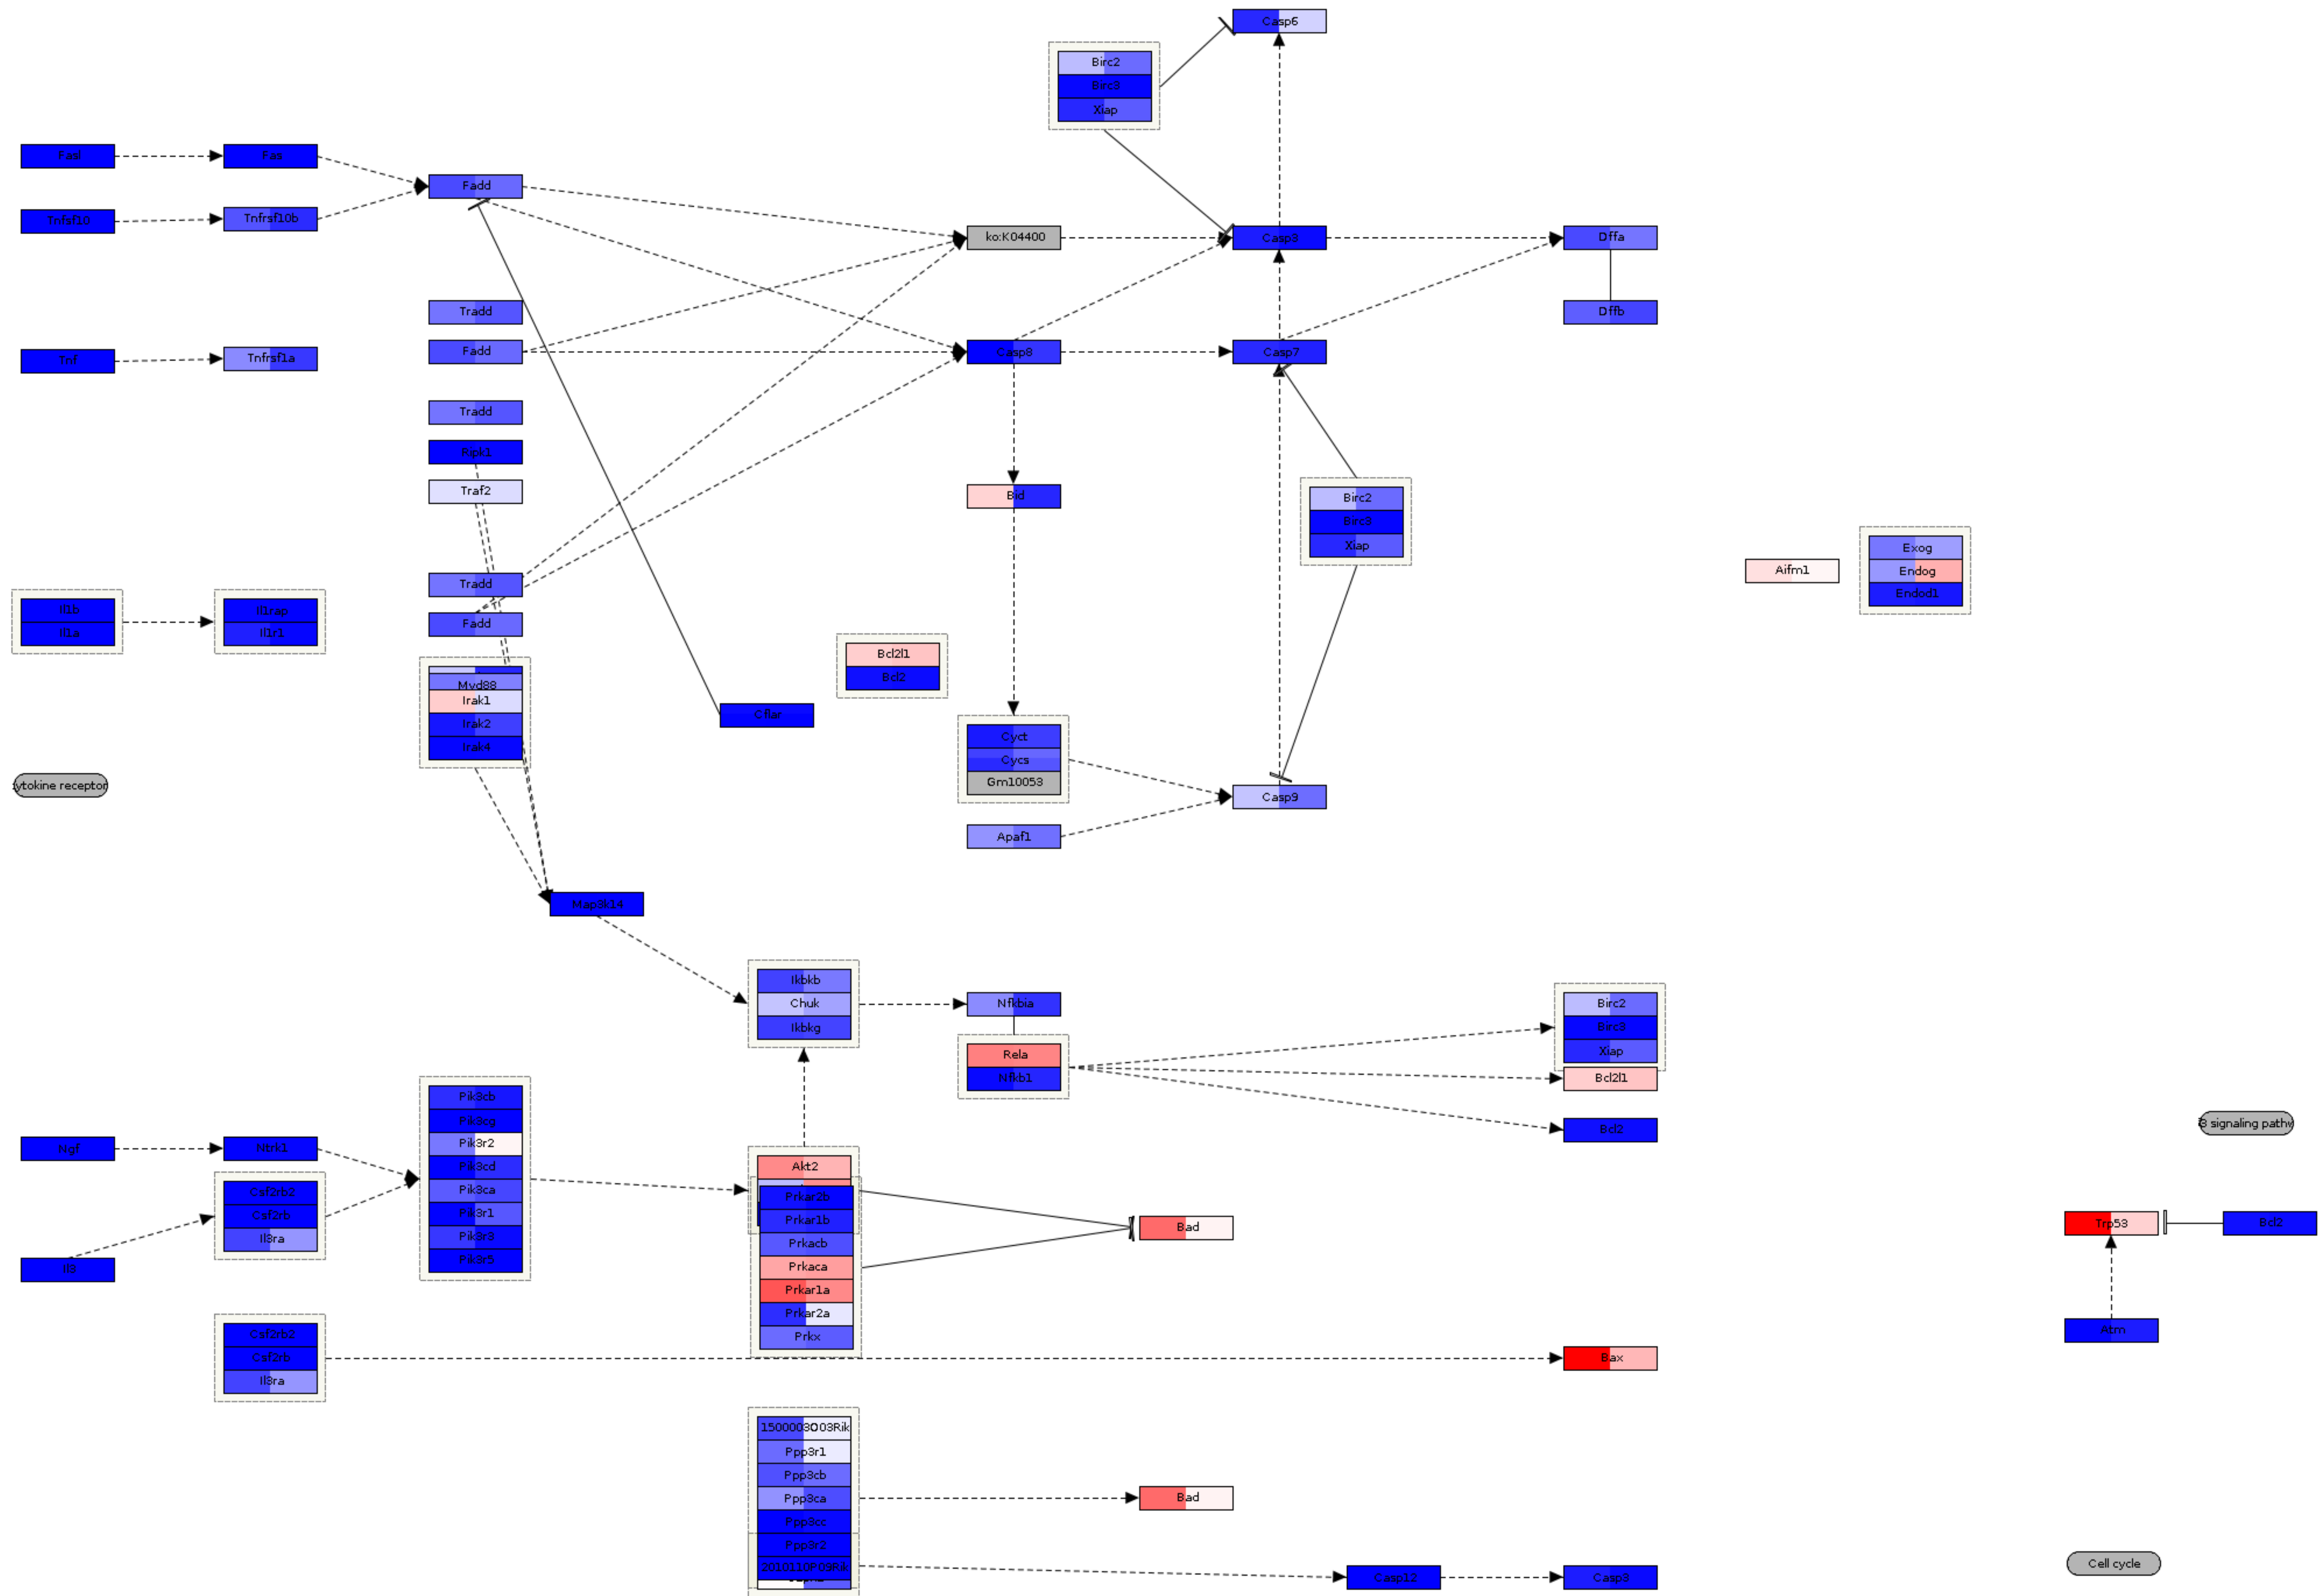 Casp6
Birc2
Birc3
Xiap
Fasl
Fas
Fadd
Tnfsf10
Tnfrsf10b
ko:K04400
Casp3
Dffa
Tradd
Dffb
Tnf
Tnfrsf1a
Fadd
Casp8
Casp7
Tradd
Ripk1
Traf2
Bid
Birc2
Birc3
Xiap
Exog
Aifm1
Endog
Endod1
Tradd
Fadd
Il1b
Il1a
Il1rap
Il1r1
Bcl2l1
Bcl2
Myd88
Irak1
Irak2
Irak4
Cflar
Cyct
Cycs
Gm10053
ytokine receptor
Casp9
Apaf1
Map3k14
Ikbkb
Chuk
Ikbkg
Nfkbia
Birc2
Birc3
Xiap
Rela
Nfkb1
Bcl2l1
Bcl2
Pik3cb
Pik3cg
Pik3r2
Pik3cd
Pik3ca
Pik3r1
Pik3r3
Pik3r5
Ngf
Ntrk1
3 signaling pathw
Csf2rb2
Csf2rb
Il3ra
Il3
Akt2
Prkar2b
Prkar1b
Prkacb
Prkaca
Prkar1a
Prkar2a
Prkx
Bad
Trp53
Bcl2
Atm
Csf2rb2
Csf2rb
Il3ra
Bax
1500003O03Rik
Ppp3r1
Ppp3cb
Ppp3ca
Ppp3cc
Ppp3r2
2010110P09Rik
Bad
Casp12
Casp3
Cell cycle